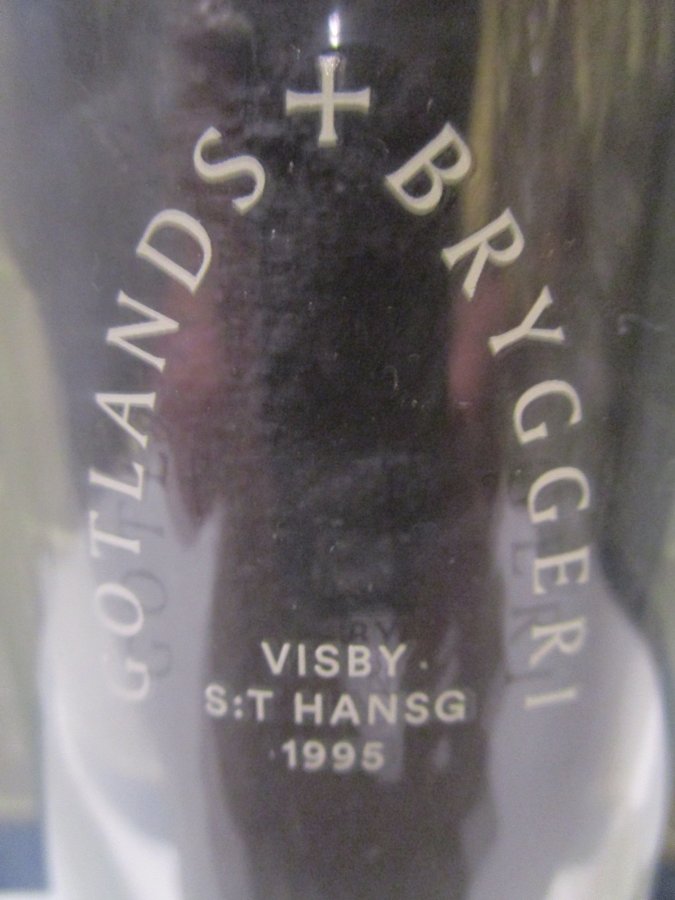 GOTLANDS BRYGGERI
VISBY
S:T HANSG
1995